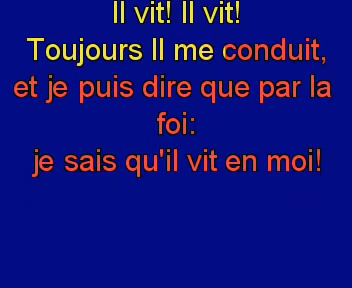 Il vit! Il vit!
Toujours Il me conduit,
et je puis dire que par la
foi:
je sais qu'il vit en moi!